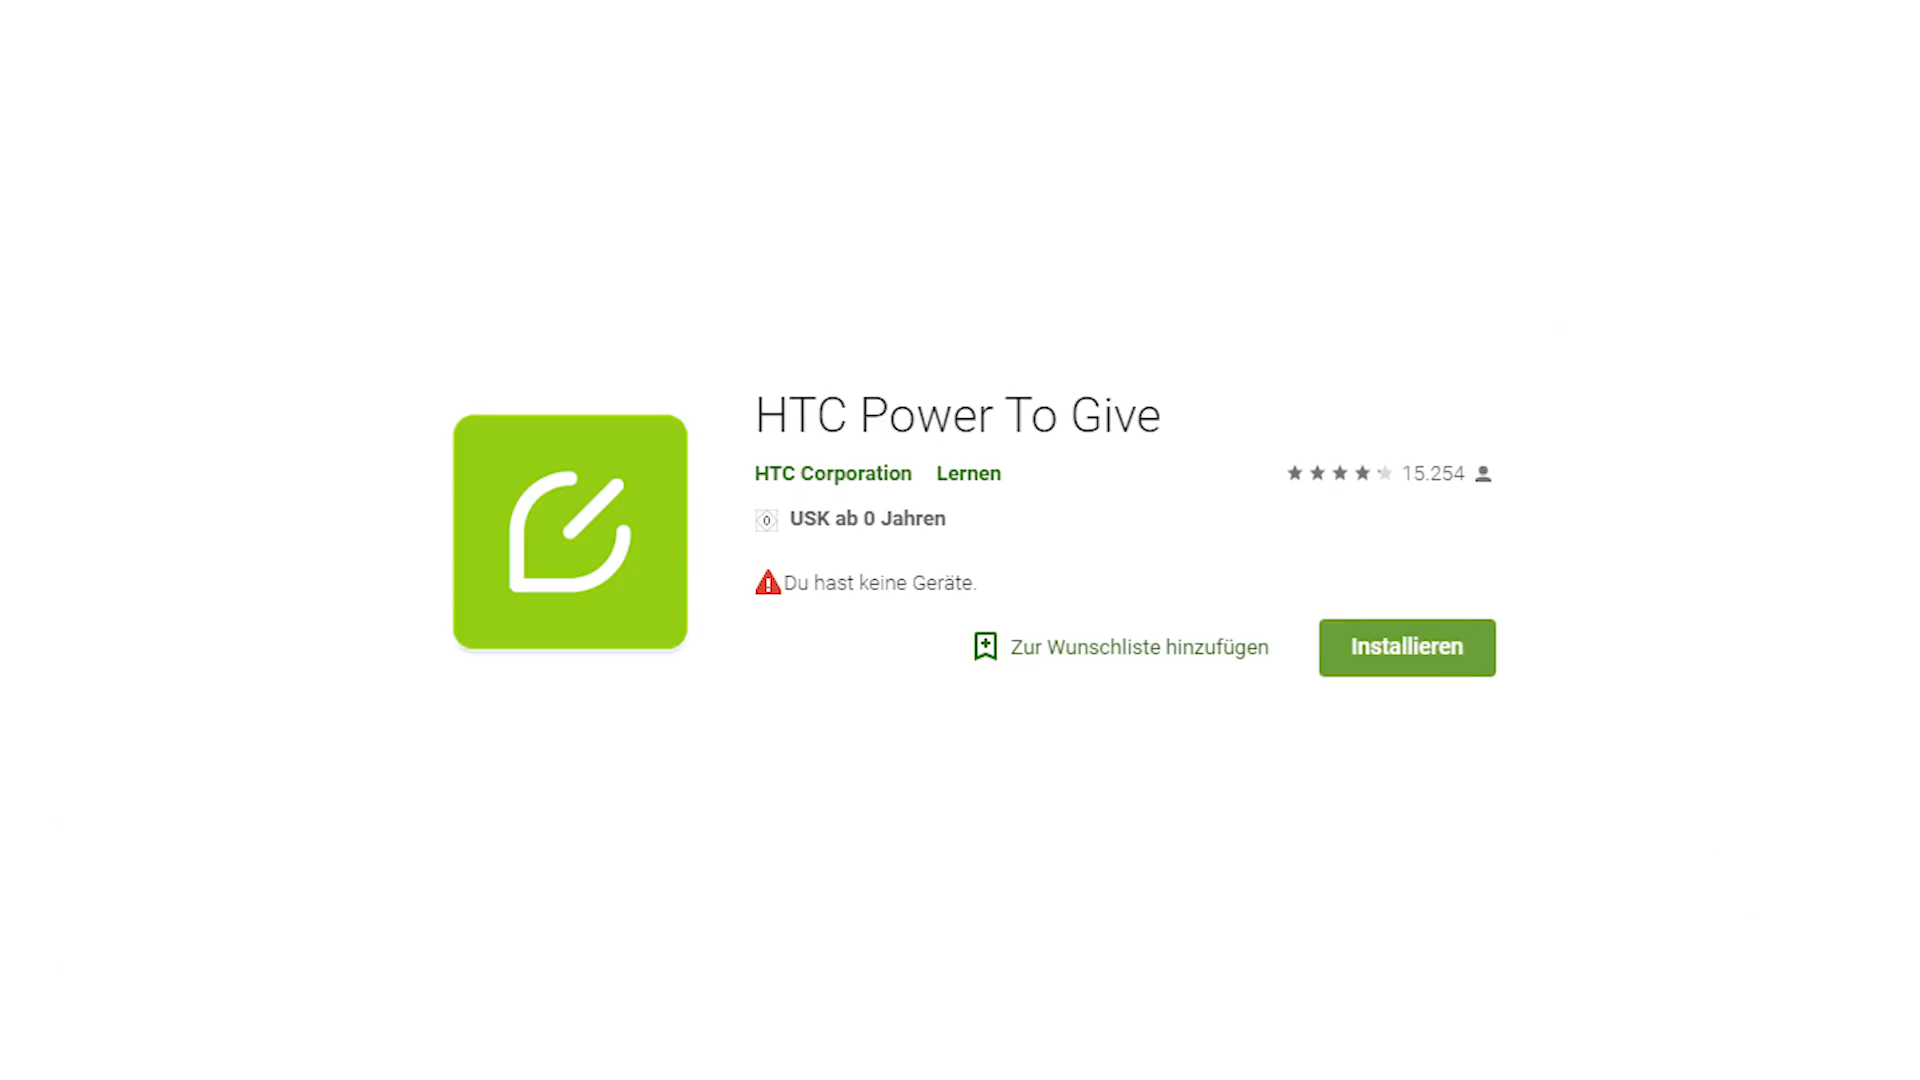 HTC Power To Give
HTC Corporation Lernen 15.254
0 USK ab 0 Jahren
Du hast keine Geräte.
Zur Wunschliste hinzufügen Installieren